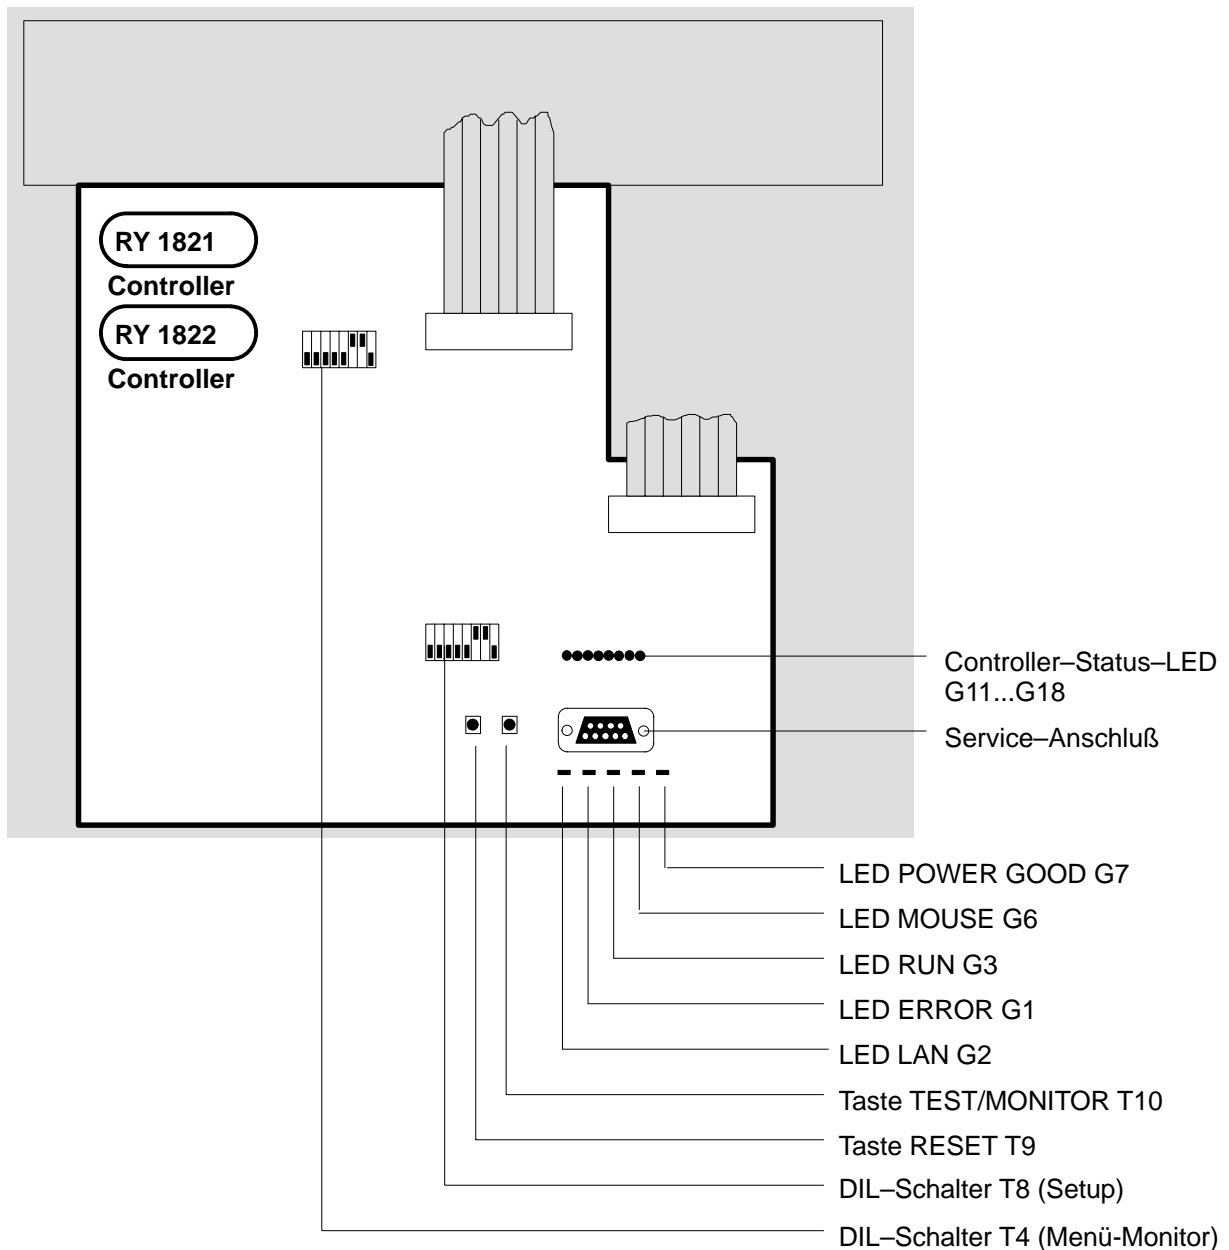 RY 1821
Controller
RY 1822
Controller
Controller–Status–LED
G11...G18
Service–Anschluß
LED POWER GOOD G7
LED MOUSE G6
LED RUN G3
LED ERROR G1
LED LAN G2
Taste TEST/MONITOR T10
Taste RESET T9
DIL–Schalter T8 (Setup)
DIL–Schalter T4 (Menü-Monitor)